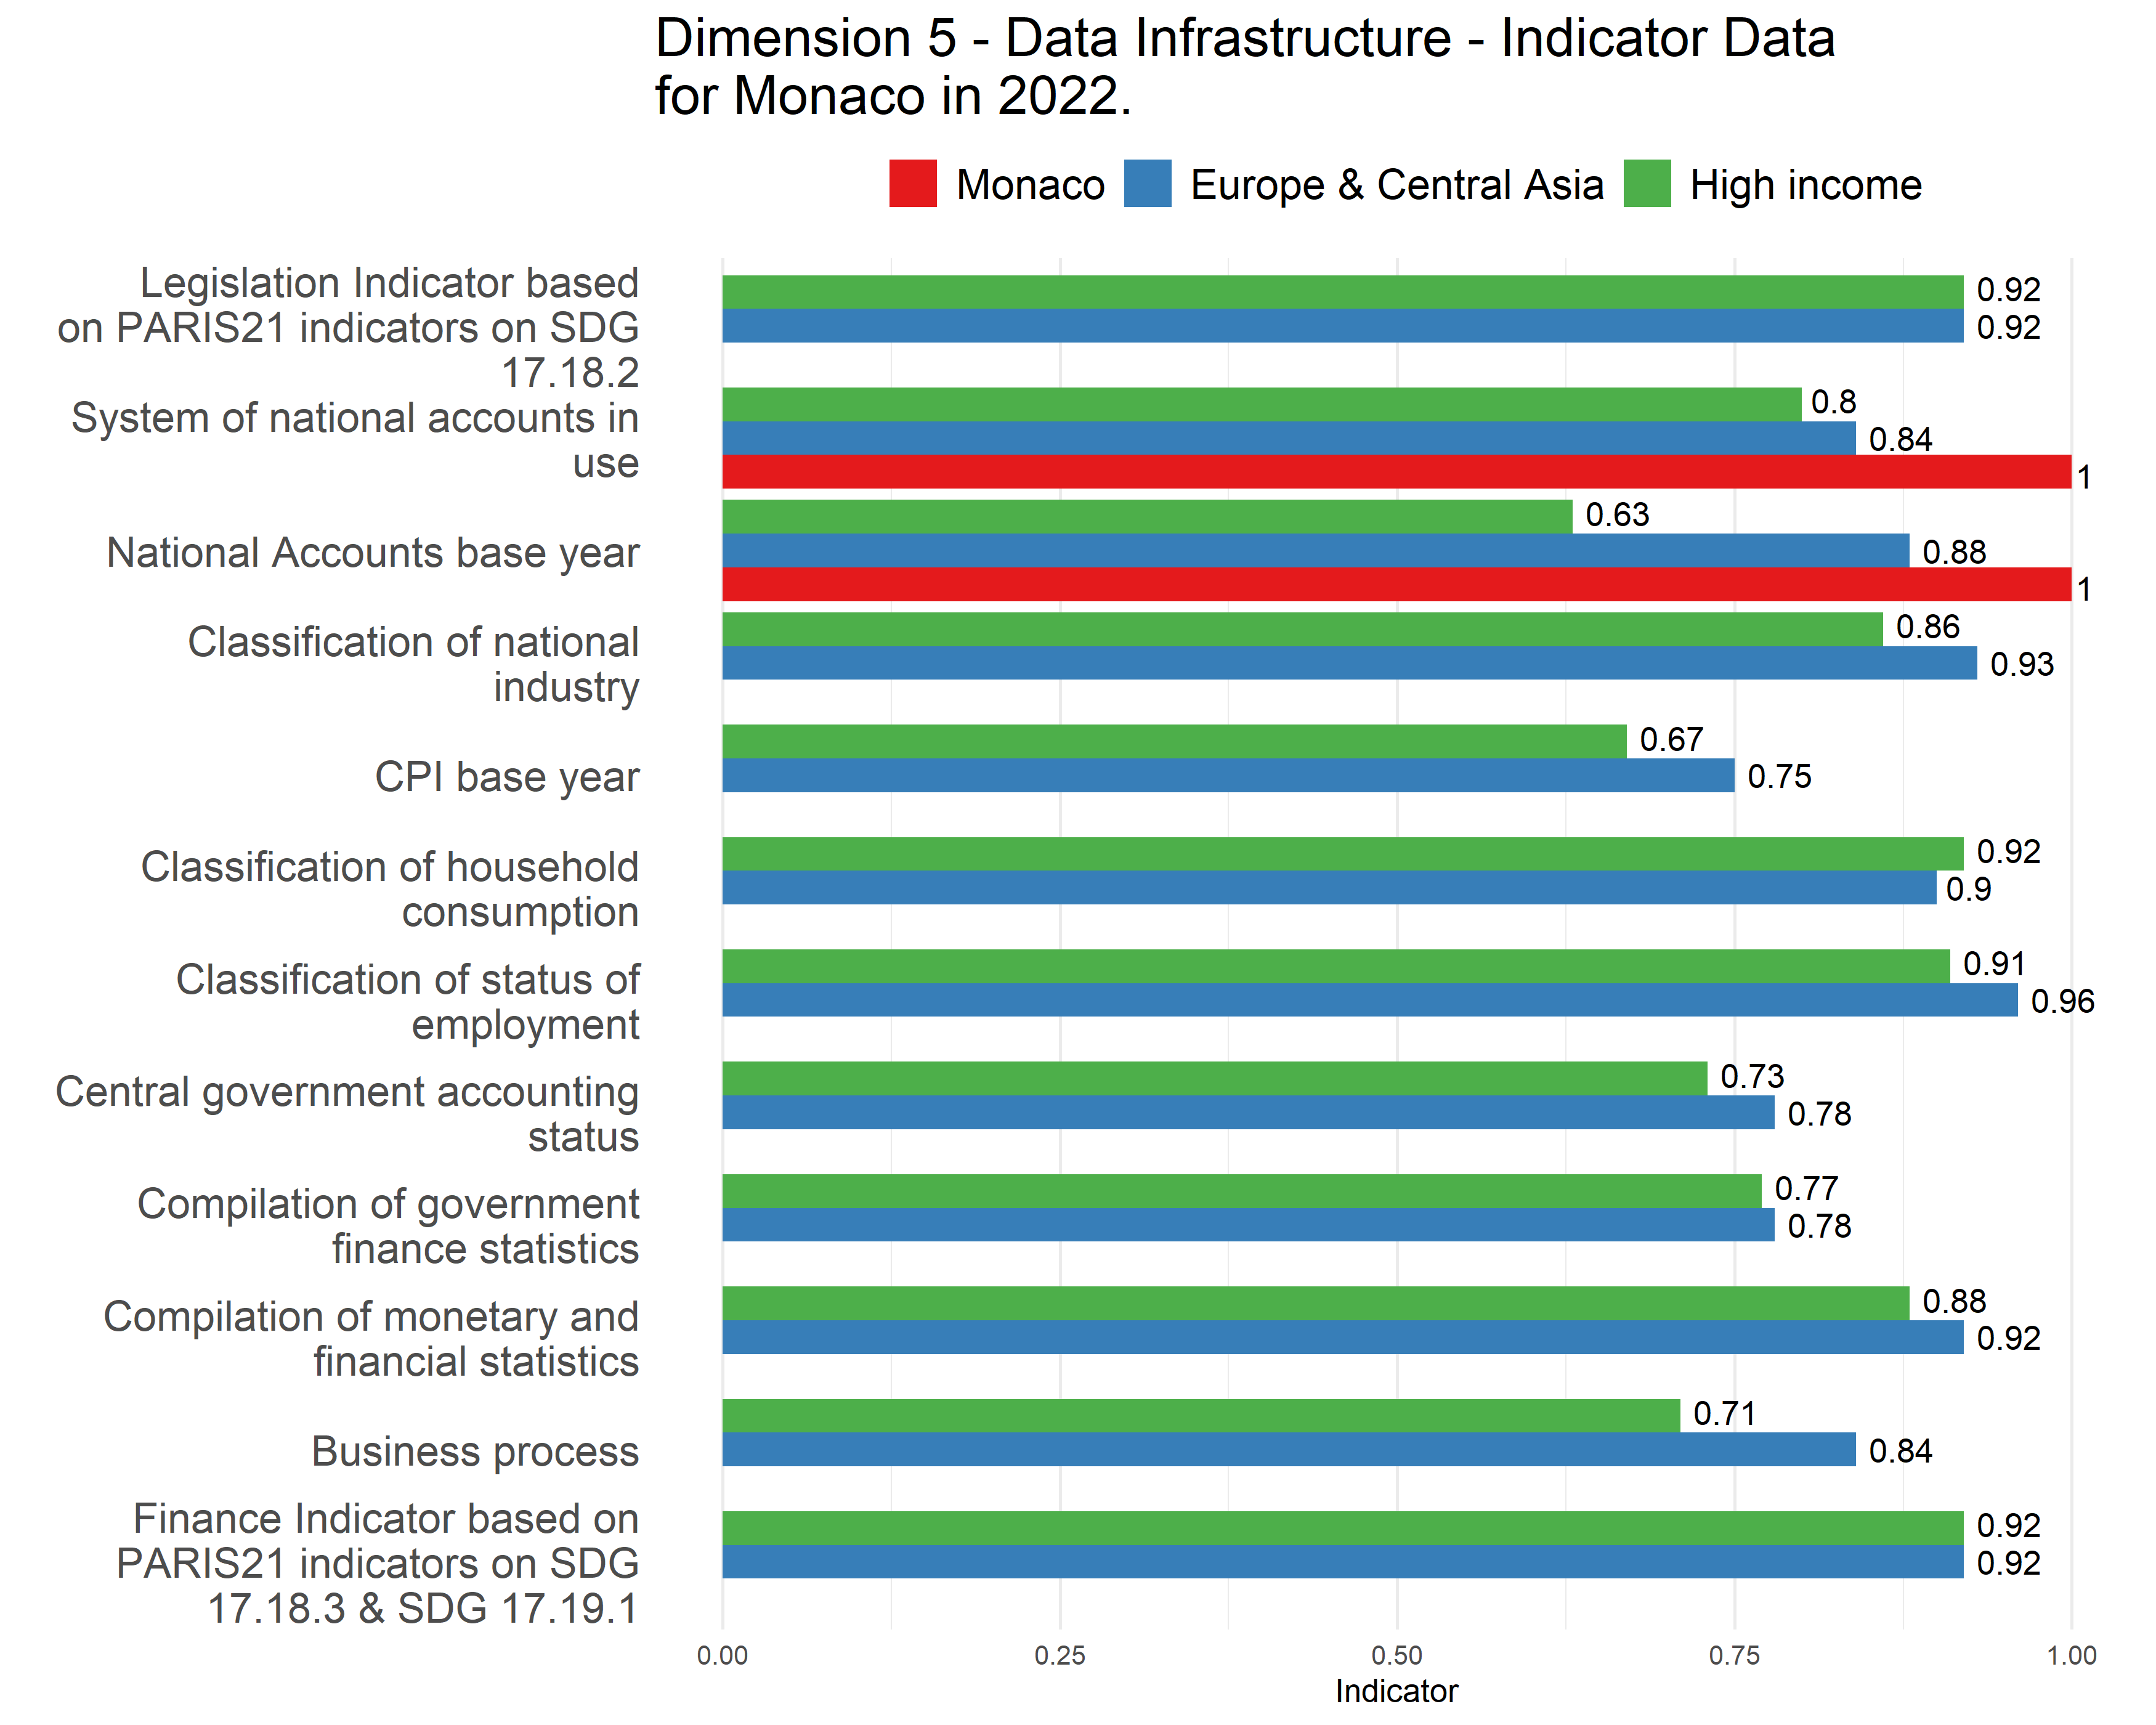 Dimension 5 - Data Infrastructure - Indicator Data
for Monaco in 2022.
Monaco
Europe & Central Asia
High income
Legislation Indicator based
on PARIS21 indicators on SDG
17.18.2
0.92
0.92
System of national accounts in
use
0.8
0.84
1
National Accounts base year
0.63
0.88
1
Classification of national
industry
0.86
0.93
CPI base year
0.67
0.75
Classification of household
consumption
0.92
0.9
Classification of status of
employment
0.91
0.96
Central government accounting
status
0.73
0.78
Compilation of government
finance statistics
0.77
0.78
Compilation of monetary and
financial statistics
0.88
0.92
Business process
0.71
0.84
Finance Indicator based on
PARIS21 indicators on SDG
17.18.3 & SDG 17.19.1
0.92
0.92
0.00
0.25
0.50
0.75
1.00
Indicator